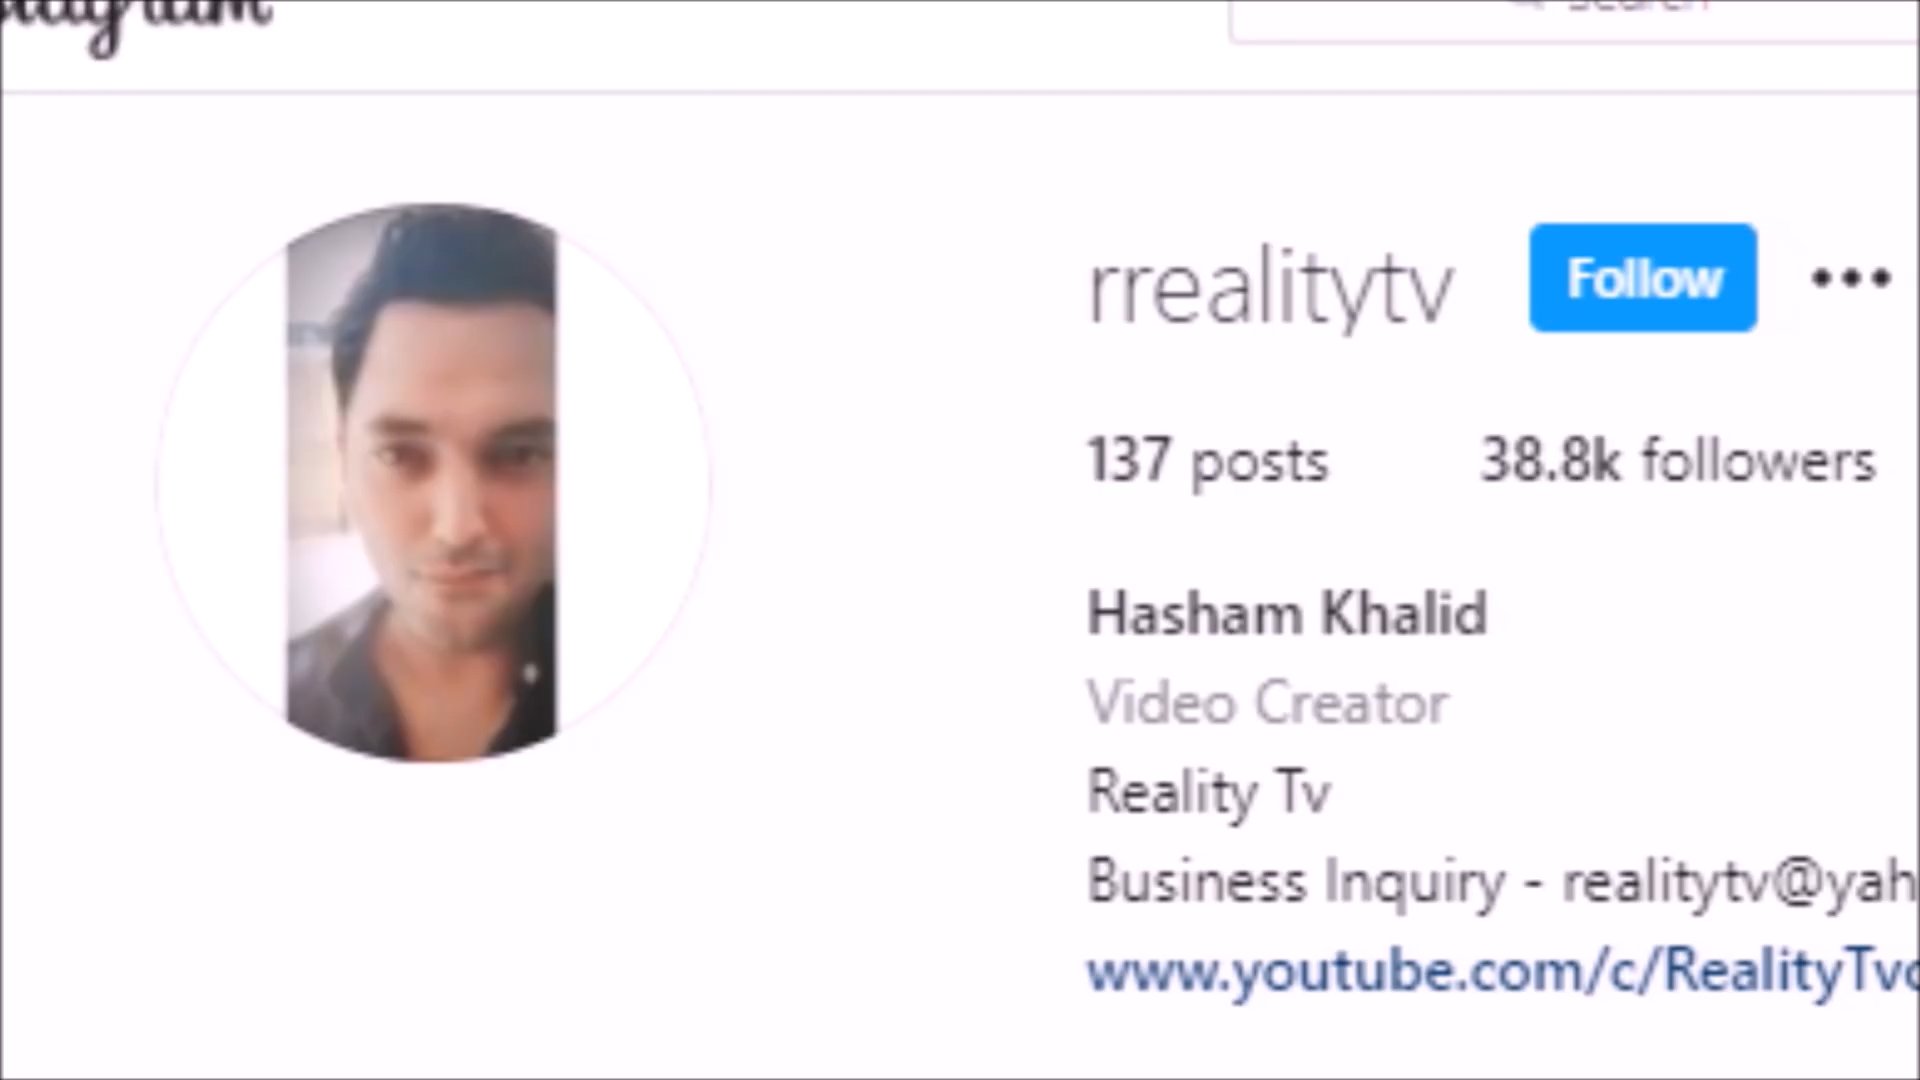 rrealitytv Follow
137 posts 38.8k followers
Hasham Khalid
Video Creator
Reality Tv
Business Inquiry - realitytv@yah
www.youtube.com/c/RealityTv